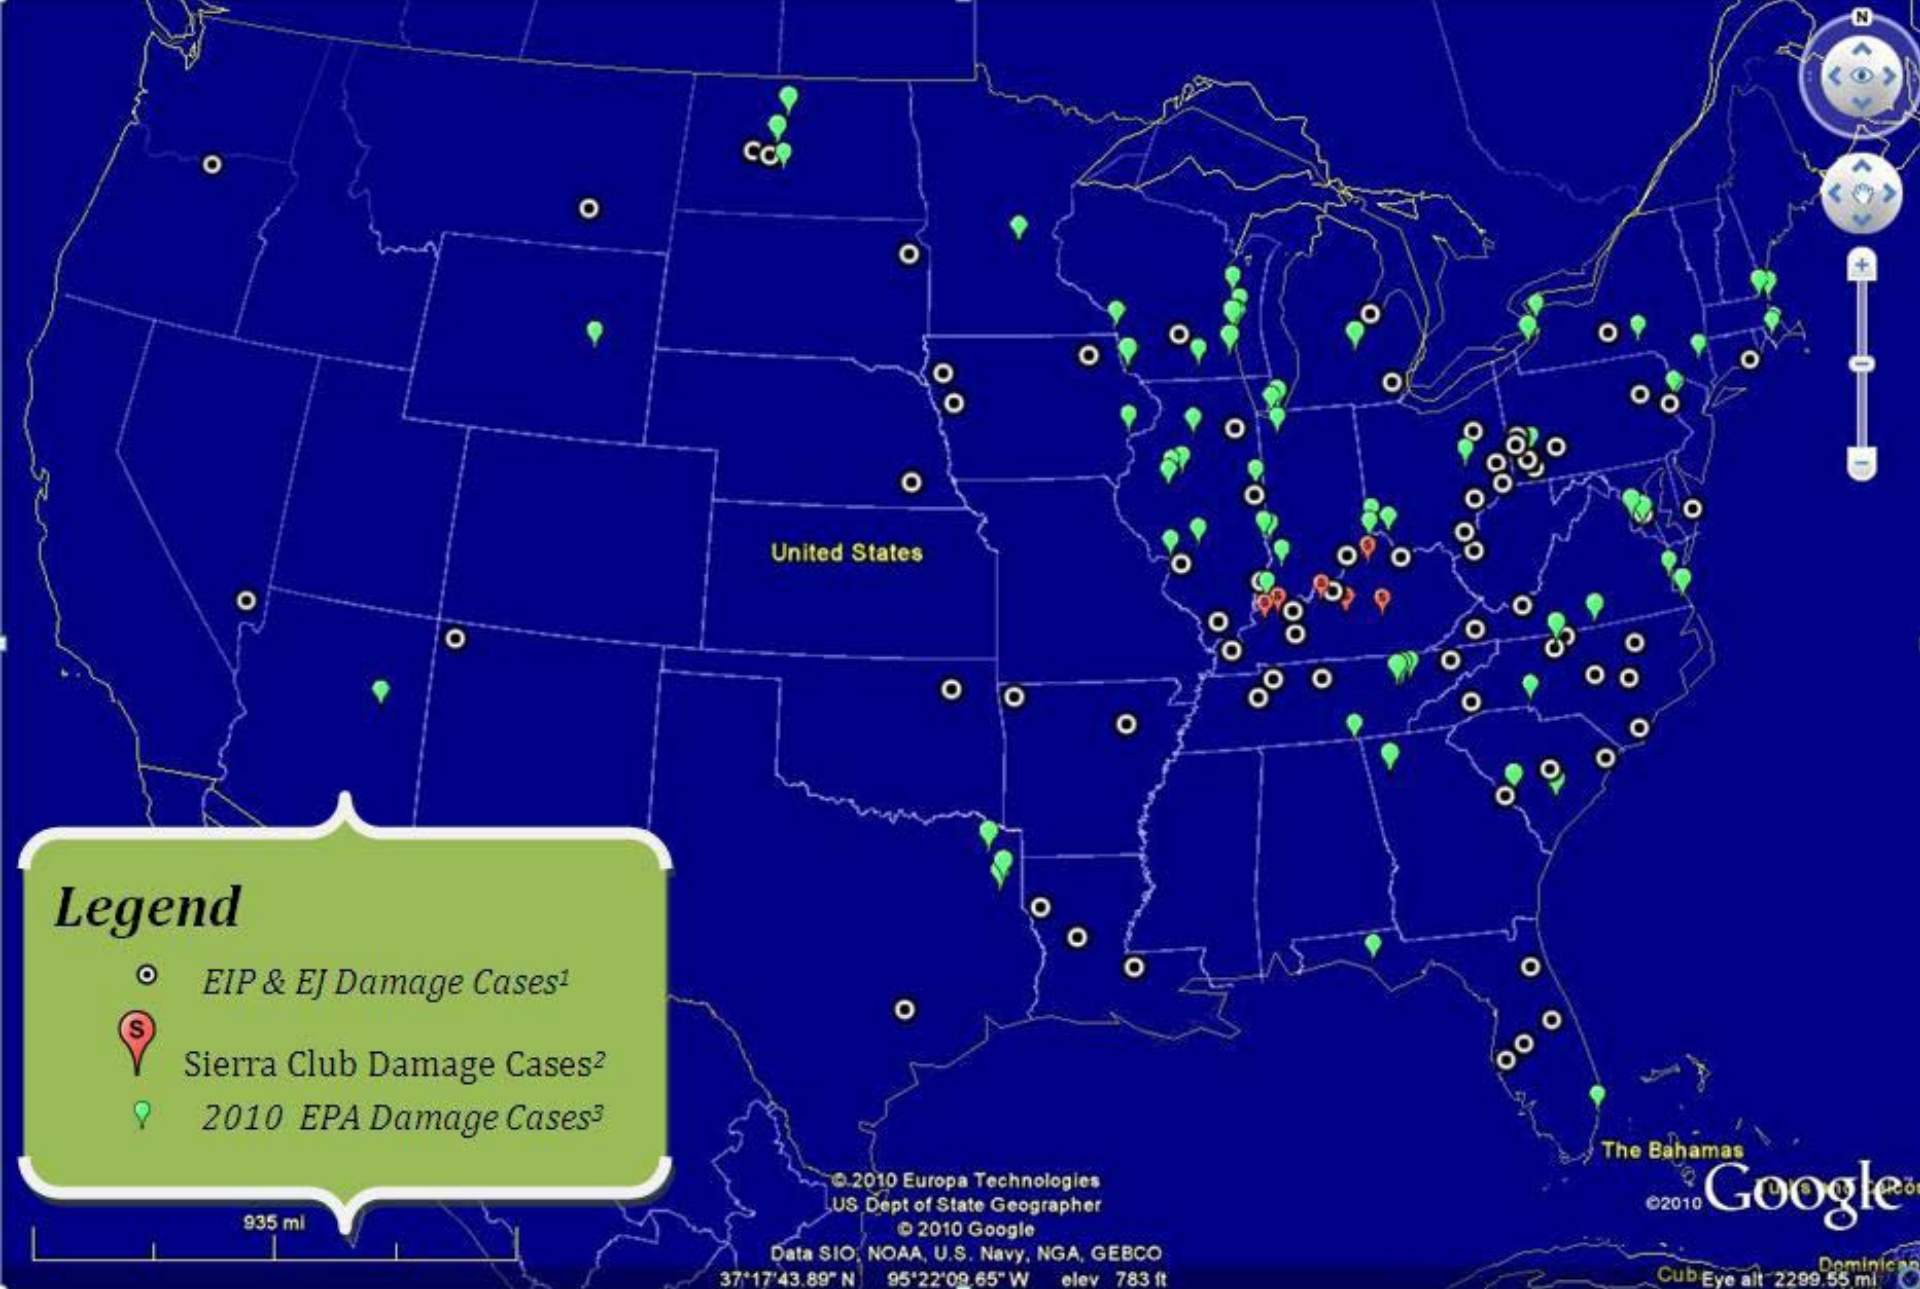 N
United States
Legend
EIP & EJ Damage Cases¹
S
Sierra Club Damage Cases²
2010 EPA Damage Cases³
935 mi
The Bahamas
© 2010 Europa Technologies
US Dept of State Geographer
© 2010 Google
Data SIO, NOAA, U.S. Navy, NGA, GEBCO
37°17'43.89" N 95°22'09.65" W elev 783 ft
©2010 Google
Dominican
Cub
Eye alt 2299.55 mi